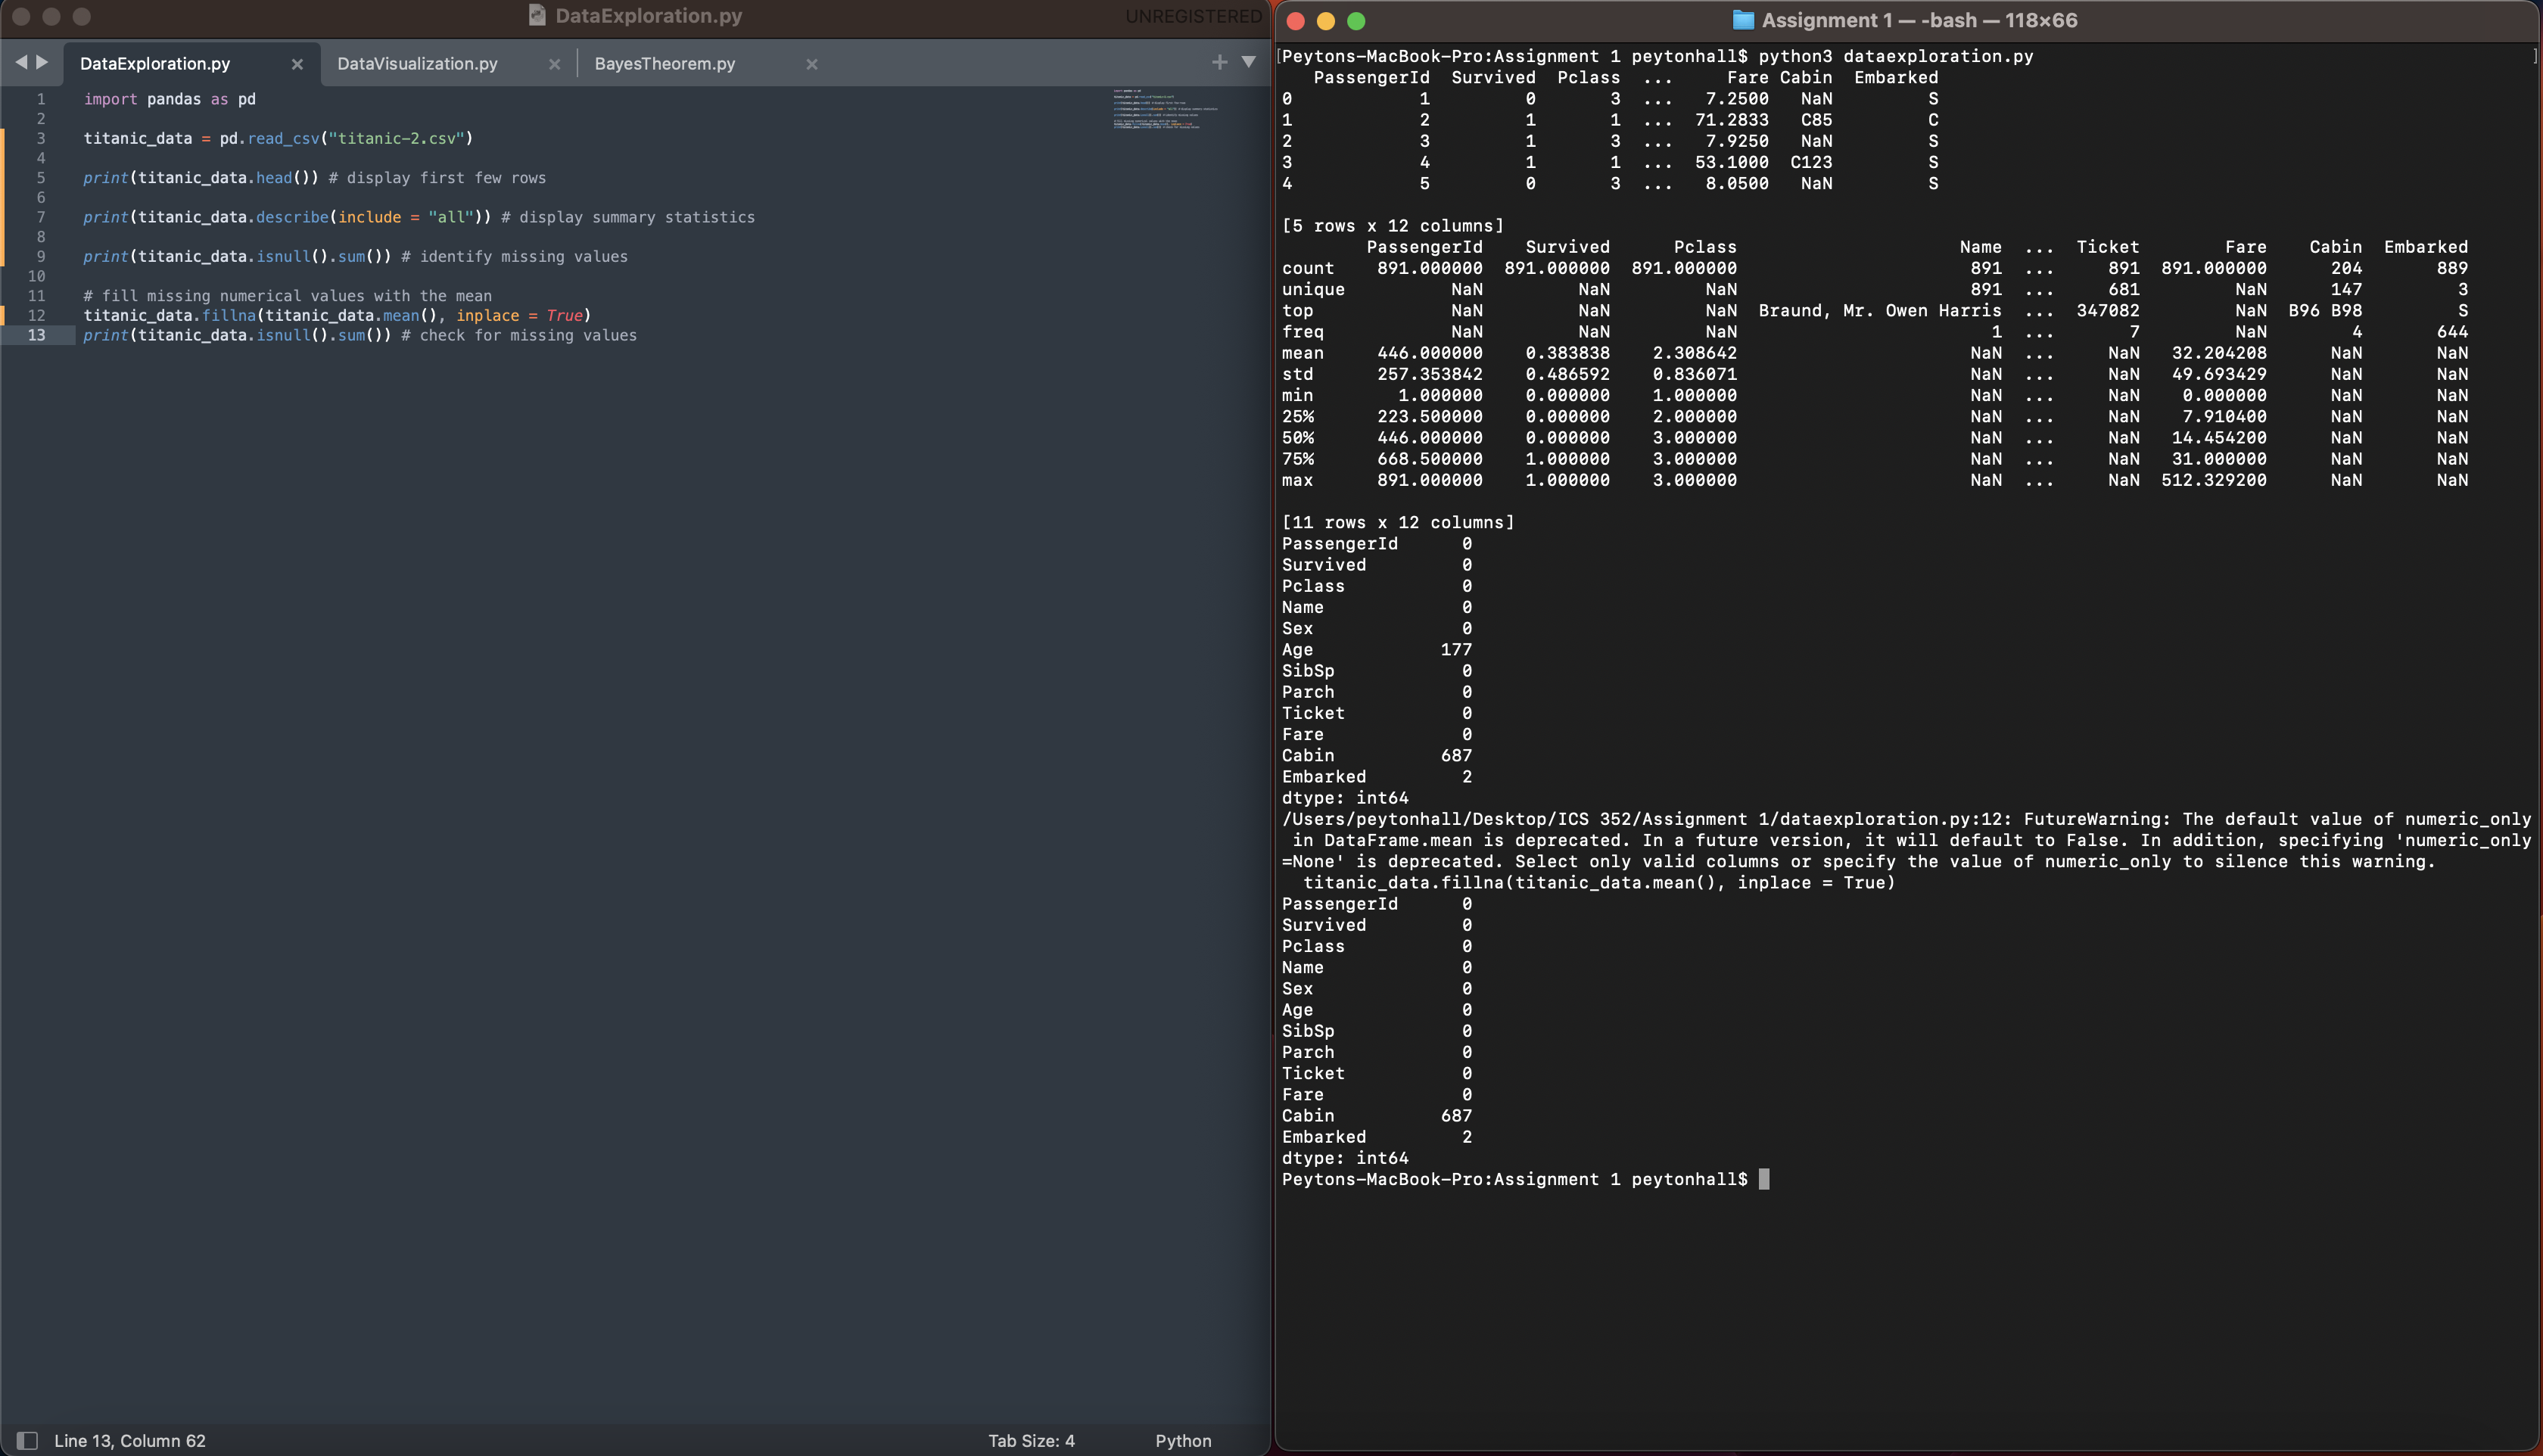 DataExploration.py
UNREGISTERED
DataExploration.py × DataVisualization.py × BayesTheorem.py ×
1 import pandas as pd
2
3 titanic_data = pd.read_csv("titanic-2.csv")
4
5 print(titanic_data.head()) # display first few rows
6
7 print(titanic_data.describe(include = "all")) # display summary statistics
8
9 print(titanic_data.isnull().sum()) # identify missing values
10
11 # fill missing numerical values with the mean
12 titanic_data.fillna(titanic_data.mean(), inplace = True)
13 print(titanic_data.isnull().sum()) # check for missing values
Line 13, Column 62
Tab Size: 4
Python
Assignment 1 — -bash — 118×66
[Peytons-MacBook-Pro:Assignment 1 peytonhall$ python3 dataexploration.py ]
   PassengerId  Survived  Pclass  ...     Fare Cabin  Embarked
0            1         0       3  ...   7.2500   NaN         S
1            2         1       1  ...  71.2833   C85         C
2            3         1       3  ...   7.9250   NaN         S
3            4         1       1  ...  53.1000  C123         S
4            5         0       3  ...   8.0500   NaN         S
[5 rows x 12 columns]
        PassengerId    Survived      Pclass                     Name  ...  Ticket        Fare    Cabin  Embarked
count    891.000000  891.000000  891.000000                      891  ...     891  891.000000      204       889
unique          NaN         NaN         NaN                      891  ...     681         NaN      147         3
top             NaN         NaN         NaN  Braund, Mr. Owen Harris  ...  347082         NaN  B96 B98         S
freq            NaN         NaN         NaN                        1  ...       7         NaN        4       644
mean     446.000000    0.383838    2.308642                      NaN  ...     NaN   32.204208      NaN       NaN
std      257.353842    0.486592    0.836071                      NaN  ...     NaN   49.693429      NaN       NaN
min        1.000000    0.000000    1.000000                      NaN  ...     NaN    0.000000      NaN       NaN
25%      223.500000    0.000000    2.000000                      NaN  ...     NaN    7.910400      NaN       NaN
50%      446.000000    0.000000    3.000000                      NaN  ...     NaN   14.454200      NaN       NaN
75%      668.500000    1.000000    3.000000                      NaN  ...     NaN   31.000000      NaN       NaN
max      891.000000    1.000000    3.000000                      NaN  ...     NaN  512.329200      NaN       NaN
[11 rows x 12 columns]
PassengerId      0
Survived         0
Pclass           0
Name             0
Sex              0
Age            177
SibSp            0
Parch            0
Ticket           0
Fare             0
Cabin          687
Embarked         2
dtype: int64
/Users/peytonhall/Desktop/ICS 352/Assignment 1/dataexploration.py:12: FutureWarning: The default value of numeric_only
 in DataFrame.mean is deprecated. In a future version, it will default to False. In addition, specifying 'numeric_only
=None' is deprecated. Select only valid columns or specify the value of numeric_only to silence this warning.
  titanic_data.fillna(titanic_data.mean(), inplace = True)
PassengerId      0
Survived         0
Pclass           0
Name             0
Sex              0
Age              0
SibSp            0
Parch            0
Ticket           0
Fare             0
Cabin          687
Embarked         2
dtype: int64
Peytons-MacBook-Pro:Assignment 1 peytonhall$